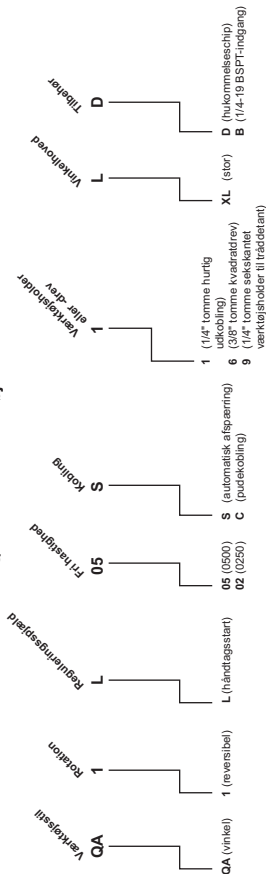 Værktøjsstil
QA
QA (vinkel)
Rotation
1
1 (reversibel)
Reguleringsspjæld
L
L (håndtagsstart)
Fri hastighed
05
05 (0500)
02 (0250)
Kobling
S
S (automatisk afspærring)
C (pudekobling)
Værktøjsholder
eller -drev
1
1 (1/4" tomme hurtig
udkobling)
6 (3/8" tomme kvadratdrev)
9 (1/4" tomme sekskantet
værktøjsholder til tråddetant)
Vinkelhoved
L
XL (stor)
Tilbehør
D
D (hukommelseschip)
B (1/4-19 BSPT-indgang)